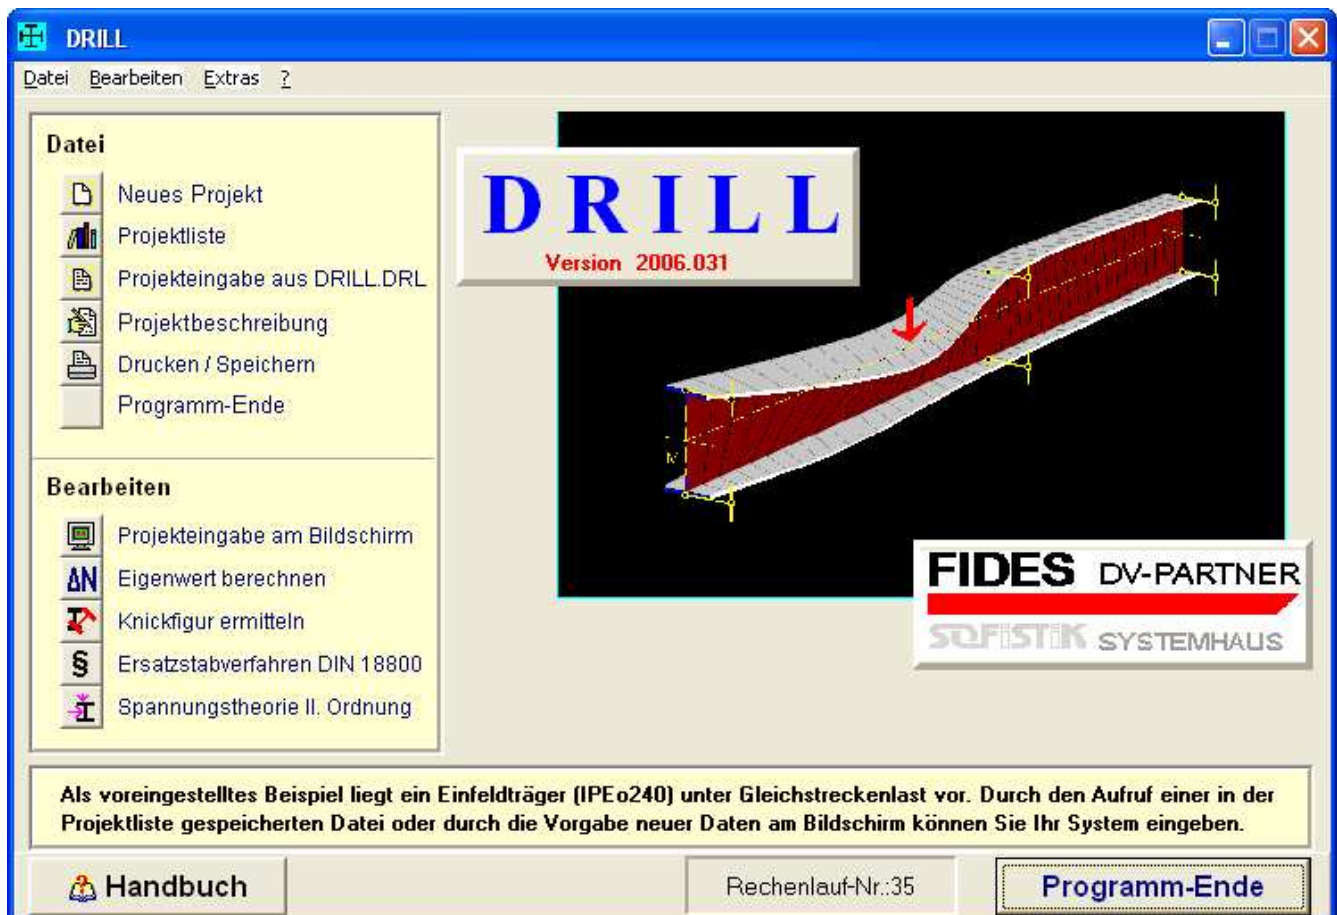 DRILL
Datei Bearbeiten Extras ?
Datei
Neues Projekt
Projektliste
Projekteingabe aus DRILL.DRL
Projektbeschreibung
Drucken / Speichern
Programm-Ende
Bearbeiten
Projekteingabe am Bildschirm
ΔN Eigenwert berechnen
Knickfigur ermitteln
§ Ersatzstabverfahren DIN 18800
Spannungstheorie II. Ordnung
D R I L L
Version 2006.031
FIDES DV-PARTNER
SOFiSTiK SYSTEMHAUS
Als voreingestelltes Beispiel liegt ein Einfeldträger (IPEo240) unter Gleichstreckenlast vor. Durch den Aufruf einer in der
Projektliste gespeicherten Datei oder durch die Vorgabe neuer Daten am Bildschirm können Sie Ihr System eingeben.
Handbuch
Rechenlauf-Nr.:35
Programm-Ende